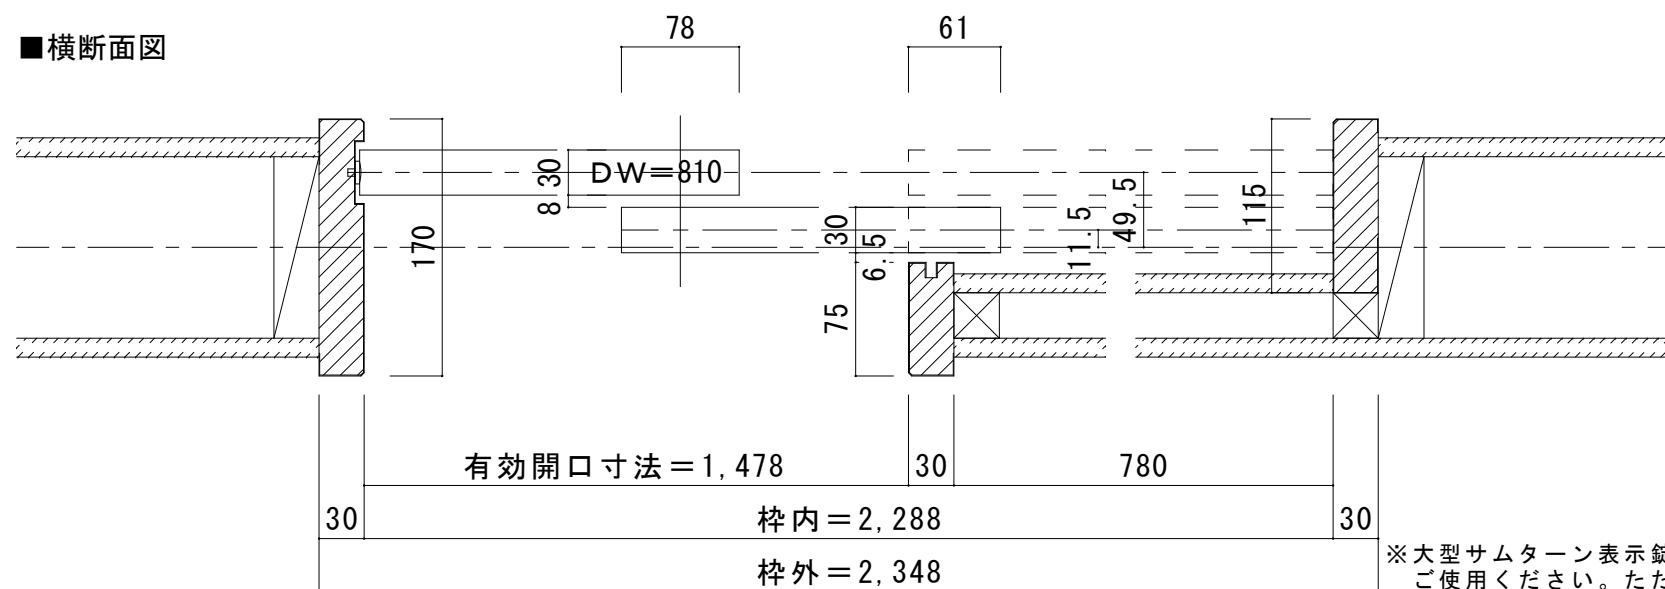 ■横断面図
78
61
30
DW=810
8
170
30
6.5
11.5
49.5
115
75
有効開口寸法=1,478
30
780
30
枠内=2,288
30
枠外=2,348
※大型サムターン表示錠
ご使用ください。ただ